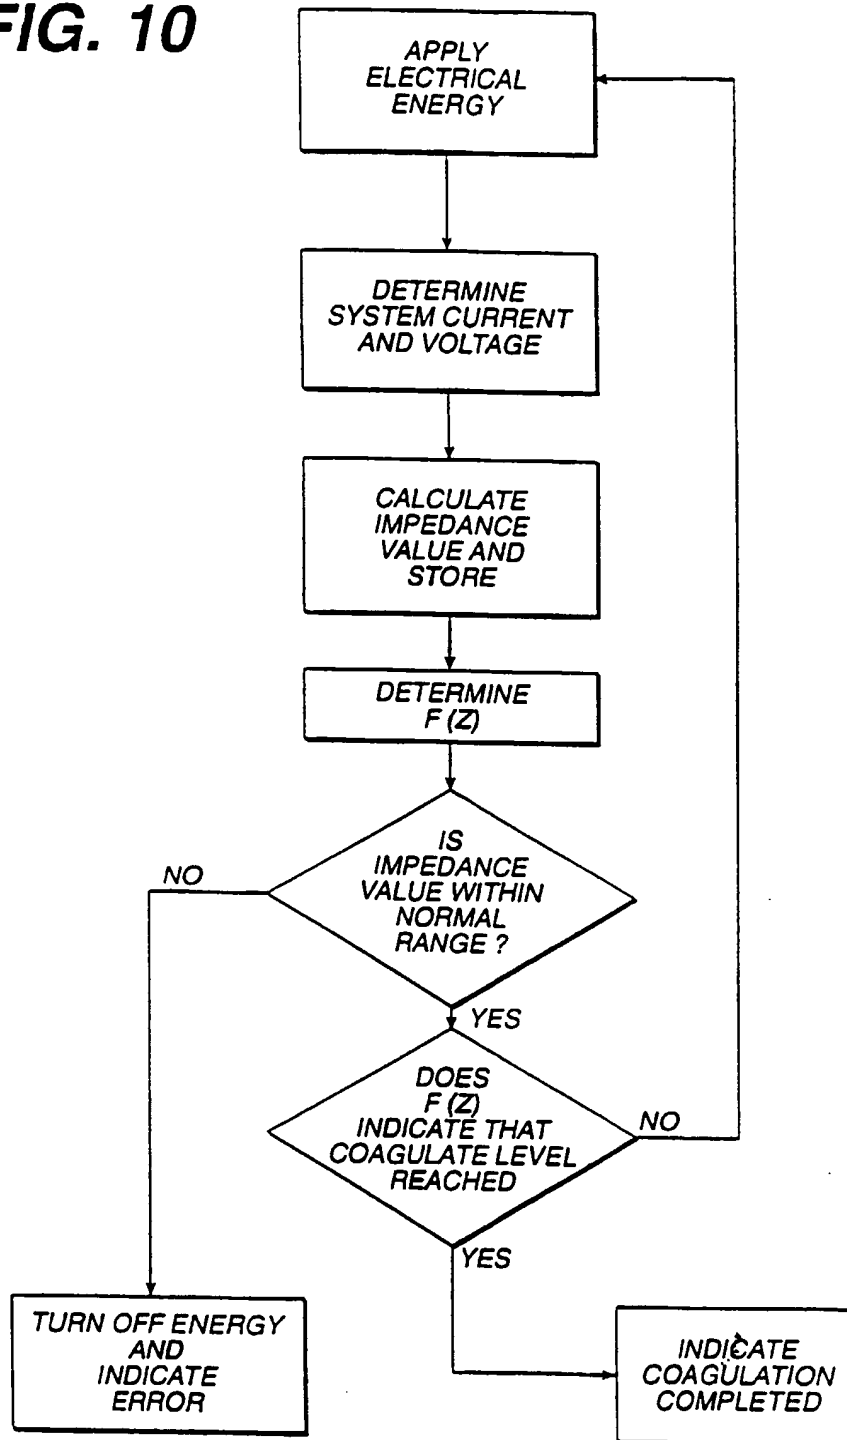 FIG. 10
APPLY
ELECTRICAL
ENERGY
DETERMINE
SYSTEM CURRENT
AND VOLTAGE
CALCULATE
IMPEDANCE
VALUE AND
STORE
DETERMINE
F (Z)
IS
IMPEDANCE
VALUE WITHIN
NORMAL
RANGE ?
NO
YES
DOES
F (Z)
INDICATE THAT
COAGULATE LEVEL
REACHED
NO
YES
TURN OFF ENERGY
AND
INDICATE
ERROR
INDICATE
COAGULATION
COMPLETED